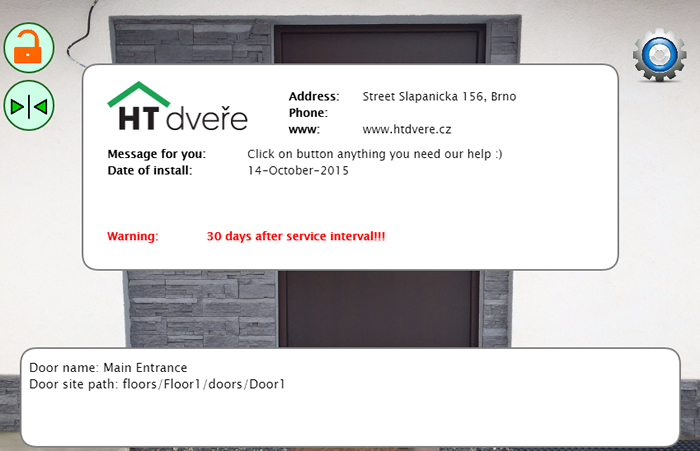 HT dveře
Address: Street Slapanicka 156, Brno
Phone:
www: www.htdvere.cz
Message for you: Click on button anything you need our help :)
Date of install: 14-October-2015
Warning: 30 days after service interval!!!
Door name: Main Entrance
Door site path: floors/Floor1/doors/Door1